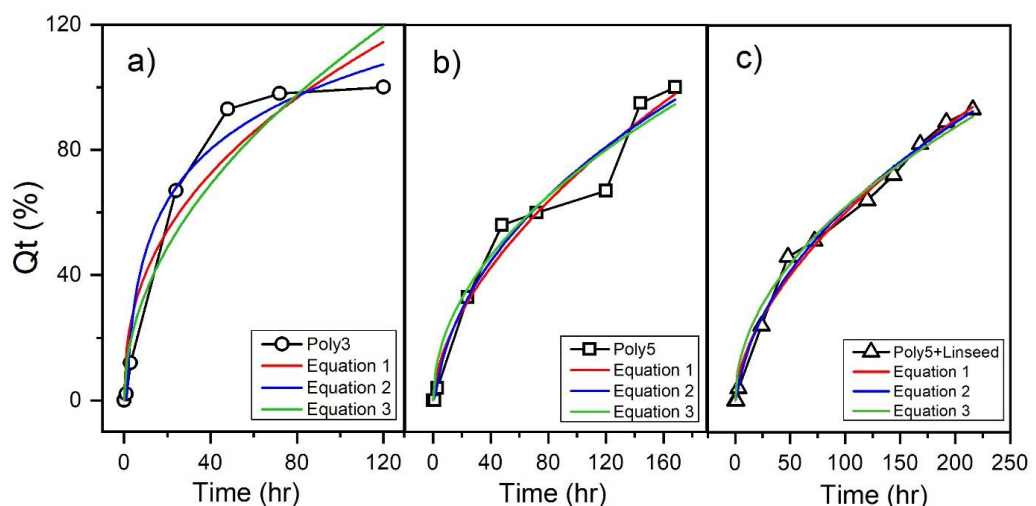 120
80
40
0
Qt (%)
a)
Poly3
Equation 1
Equation 2
Equation 3
0 40 80 120
Time (hr)
b)
Poly5
Equation 1
Equation 2
Equation 3
0 40 80 120 160
Time (hr)
c)
Poly5+Linseed
Equation 1
Equation 2
Equation 3
0 50 100 150 200 250
Time (hr)